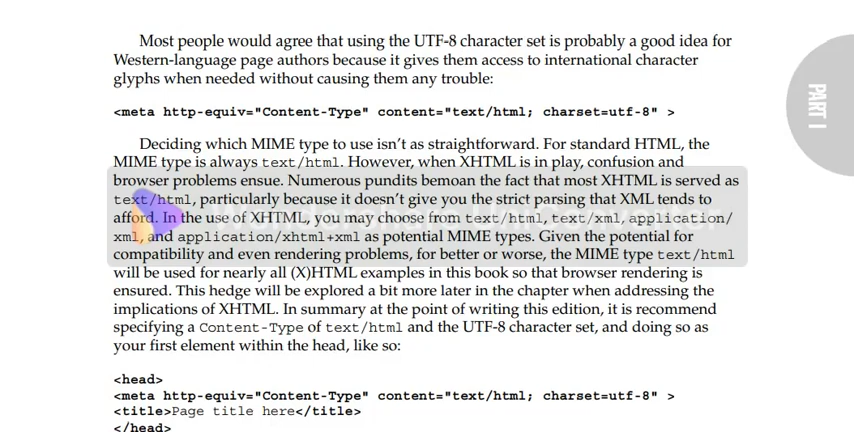 Most people would agree that using the UTF-8 character set is probably a good idea for
Western-language page authors because it gives them access to international character
glyphs when needed without causing them any trouble:
<meta http-equiv="Content-Type" content="text/html; charset=utf-8" >
PART I
Deciding which MIME type to use isn't as straightforward. For standard HTML, the
MIME type is always text/html. However, when XHTML is in play, confusion and
browser problems ensue. Numerous pundits bemoan the fact that most XHTML is served as
text/html, particularly because it doesn't give you the strict parsing that XML tends to
afford. In the use of XHTML, you may choose from text/html, text/xml, application/
xml, and application/xhtml+xml as potential MIME types. Given the potential for
compatibility and even rendering problems, for better or worse, the MIME type text/html
will be used for nearly all (X)HTML examples in this book so that browser rendering is
ensured. This hedge will be explored a bit more later in the chapter when addressing the
implications of XHTML. In summary at the point of writing this edition, it is recommend
specifying a Content-Type of text/html and the UTF-8 character set, and doing so as
your first element within the head, like so:
<head>
<meta http-equiv="Content-Type" content="text/html; charset=utf-8" >
<title>Page title here</title>
</head>
Wondershare UniConverter